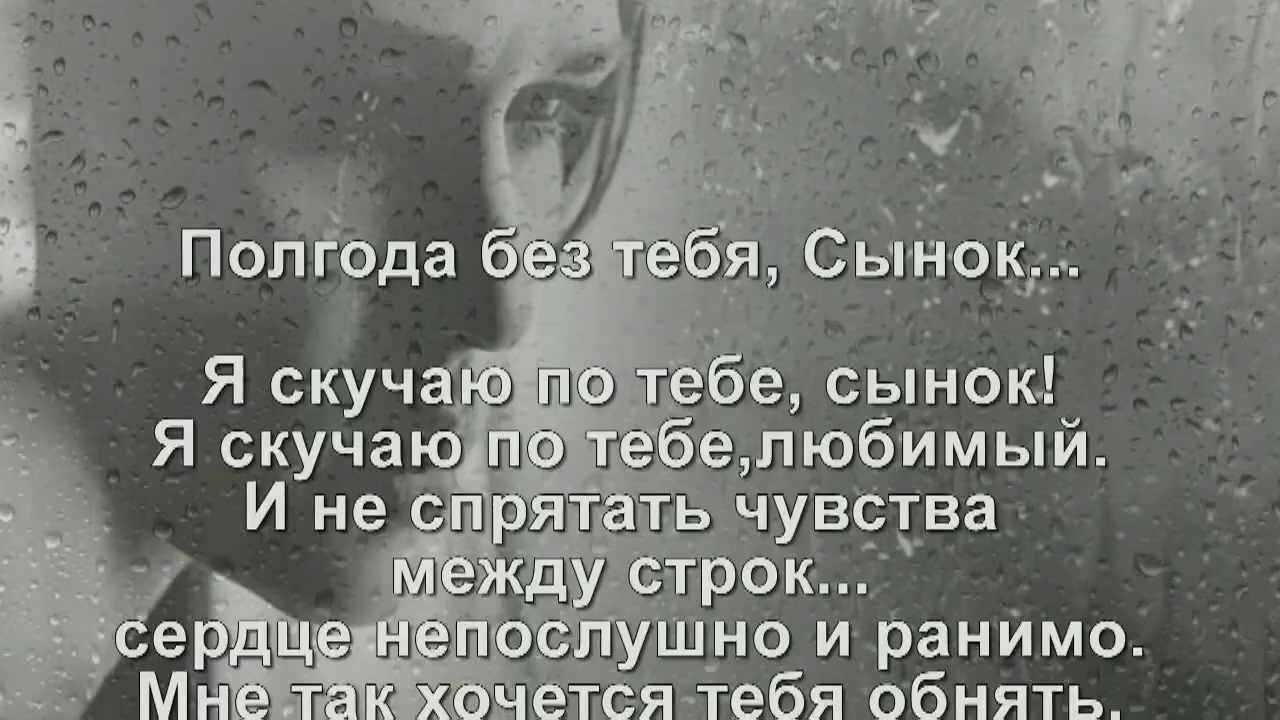 Полгода без тебя, Сынок...
Я скучаю по тебе, сынок!
Я скучаю по тебе,любимый.
И не спрятать чувства
между строк...
сердце непослушно и ранимо.
Мне так хочется тебя обнять,